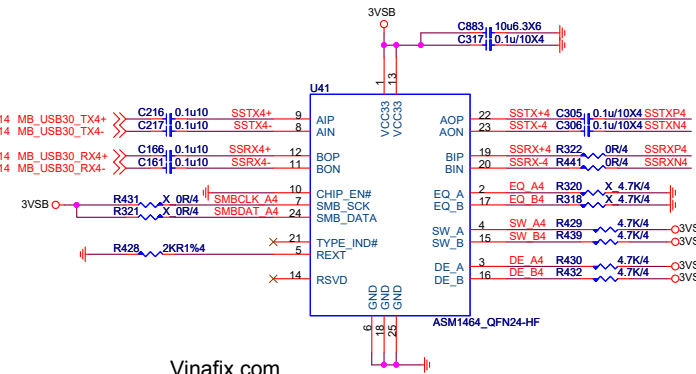 3VSB
C883 10u6.3X6
C317 0.1u/10X4
U41
1
13
VCC33
VCC33
14 MB_USB30_TX4+ C216 0.1u10 SSTX4+ 9 AIP
14 MB_USB30_TX4- C217 0.1u10 SSTX4- 8 AIN
14 MB_USB30_RX4+ C166 0.1u10 SSRX4+ 12 BOP
14 MB_USB30_RX4- C161 0.1u10 SSRX4- 11 BON
10 CHIP_EN#
3VSB R431 X_0R/4 SMBCLK_A4 7 SMB_SCK
R321 X_0R/4 SMBDAT_A4 24 SMB_DATA
21 TYPE_IND#
R428 2KR1%4 5 REXT
14 RSVD
AOP 22 SSTX+4 C305 0.1u/10X4 SSTXP4
AON 23 SSTX-4 C306 0.1u/10X4 SSTXN4
BIP 19 SSRX+4 R322 0R/4 SSRXP4
BIN 20 SSRX-4 R441 0R/4 SSRXN4
EQ_A 2 EQ_A4 R320 X_4.7K/4
EQ_B 17 EQ_B4 R318 X_4.7K/4
SW_A 4 SW_A4 R429 4.7K/4 3VS
SW_B 15 SW_B4 R439 4.7K/4 3VS
DE_A 3 DE_A4 R430 4.7K/4 3VS
DE_B 16 DE_B4 R432 4.7K/4 3VS
GND
GND
GND
6
18
25
ASM1464_QFN24-HF
Vinafix.com